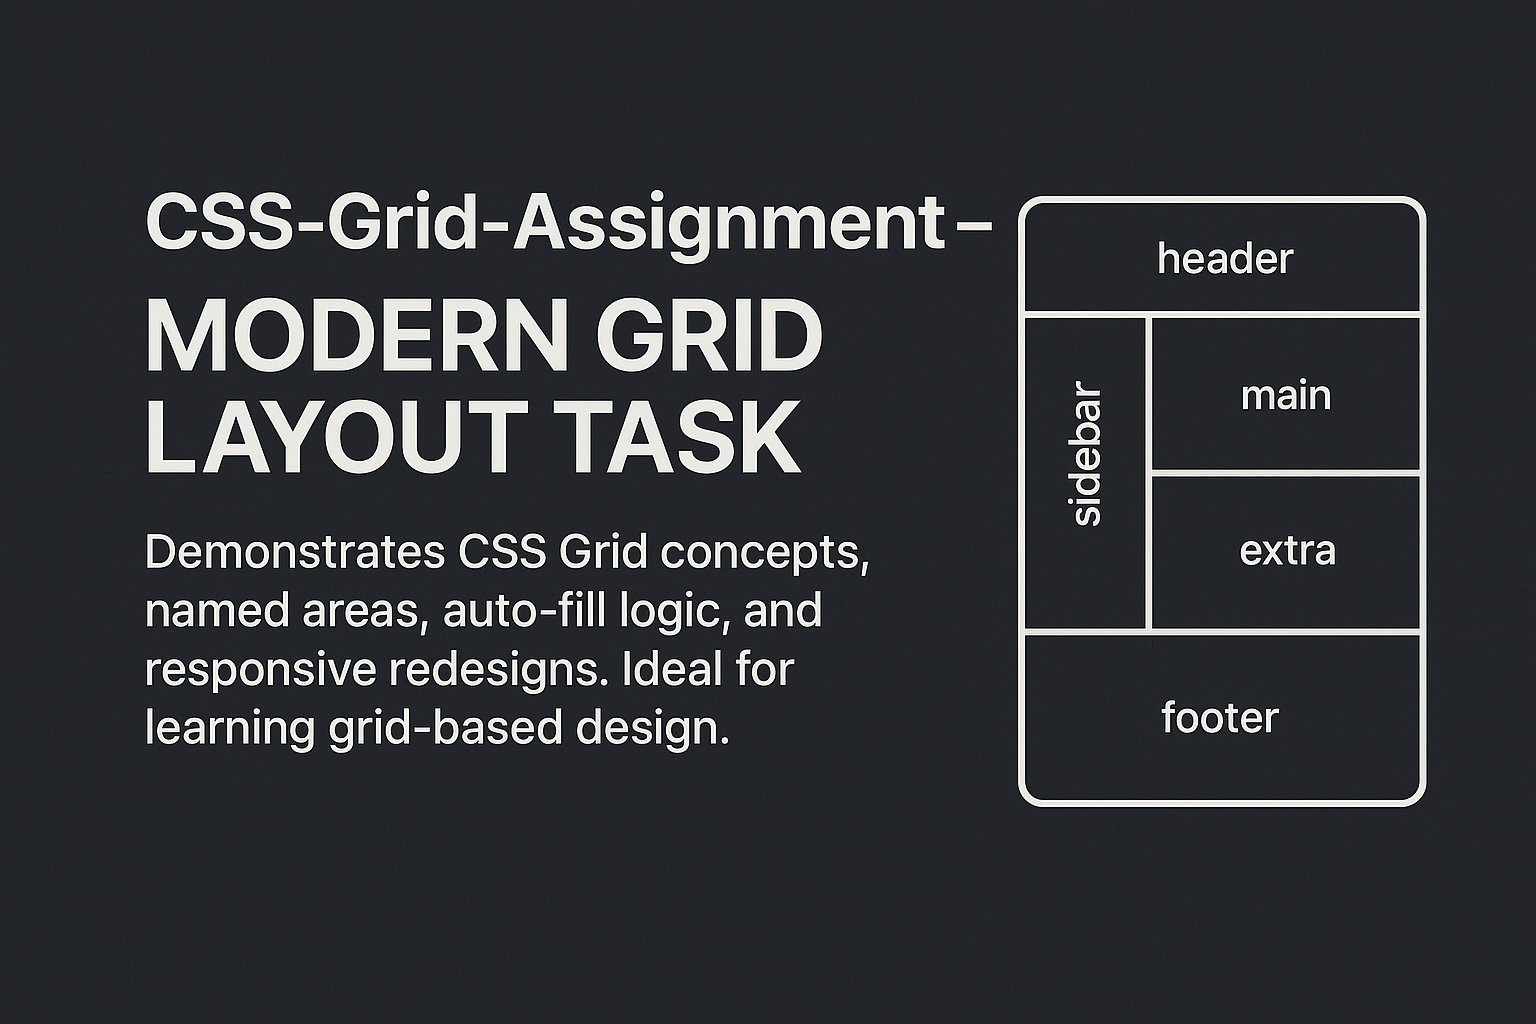 CSS-Grid-Assignment –
MODERN GRID
LAYOUT TASK
Demonstrates CSS Grid concepts,
named areas, auto-fill logic, and
responsive redesigns. Ideal for
learning grid-based design.
header
sidebar
main
extra
footer